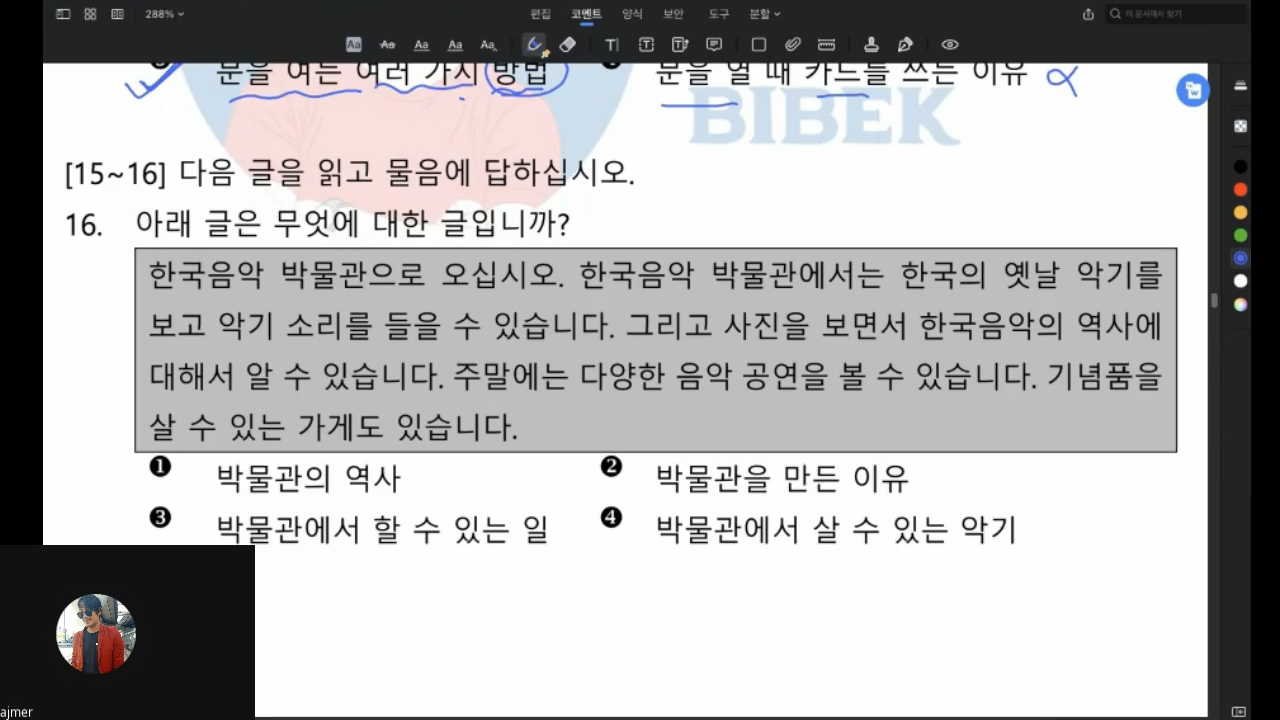 288%
편집 코멘트 양식 보안 도구 분할
이 문서에서 찾기
문을 여는 여러 가지 방법
문을 열 때 카드를 쓰는 이유
BIBEK
[15~16] 다음 글을 읽고 물음에 답하십시오.
16. 아래 글은 무엇에 대한 글입니까?
한국음악 박물관으로 오십시오. 한국음악 박물관에서는 한국의 옛날 악기를
보고 악기 소리를 들을 수 있습니다. 그리고 사진을 보면서 한국음악의 역사에
대해서 알 수 있습니다. 주말에는 다양한 음악 공연을 볼 수 있습니다. 기념품을
살 수 있는 가게도 있습니다.
❶ 박물관의 역사 ❷ 박물관을 만든 이유
❸ 박물관에서 할 수 있는 일 ❹ 박물관에서 살 수 있는 악기
ajmer